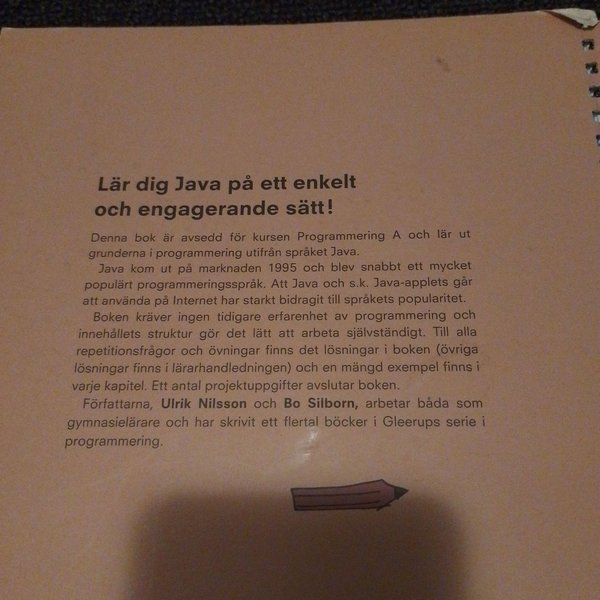 Lär dig Java på ett enkelt
och engagerande sätt!
Denna bok är avsedd för kursen Programmering A och lär ut
grunderna i programmering utifrån språket Java.
Java kom ut på marknaden 1995 och blev snabbt ett mycket
populärt programmeringsspråk. Att Java och s.k. Java-applets går
att använda på Internet har starkt bidragit till språkets popularitet.
Boken kräver ingen tidigare erfarenhet av programmering och
innehållets struktur gör det lätt att arbeta självständigt. Till alla
repetitionsfrågor och övningar finns det lösningar i boken (övriga
lösningar finns i lärarhandledningen) och en mängd exempel finns i
varje kapitel. Ett antal projektuppgifter avslutar boken.
Författarna, Ulrik Nilsson och Bo Silborn, arbetar båda som
gymnasielärare och har skrivit ett flertal böcker i Gleerups serie i
programmering.